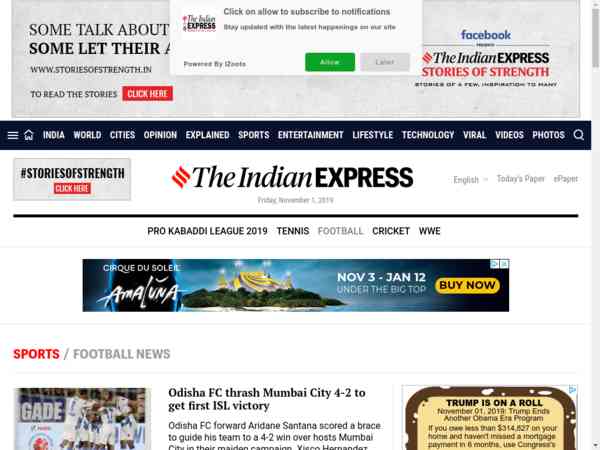 SOME TALK ABOUT
SOME LET THEIR A
WWW.STORIESOFSTRENGTH.IN
TO READ THE STORIES CLICK HERE
The Indian EXPRESS
Click on allow to subscribe to notifications
Stay updated with the latest happenings on our site
Powered By iZooto
Allow
Later
facebook
PRESENTS
The Indian EXPRESS
STORIES OF STRENGTH
STORIES OF A FEW, INSPIRATION TO MANY
INDIA WORLD CITIES OPINION EXPLAINED SPORTS ENTERTAINMENT LIFESTYLE TECHNOLOGY VIRAL VIDEOS PHOTOS
#STORIESOFSTRENGTH
CLICK HERE
The Indian EXPRESS
Friday, November 1, 2019
English Today's Paper ePaper
PRO KABADDI LEAGUE 2019 TENNIS FOOTBALL CRICKET WWE
CIRQUE DU SOLEIL
AMALUNA
NOV 3 - JAN 12
UNDER THE BIG TOP
BUY NOW
SPORTS / FOOTBALL NEWS
GADE
Odisha FC thrash Mumbai City 4-2 to
get first ISL victory
Odisha FC forward Aridane Santana scored a brace
to guide his team to a 4-2 win over hosts Mumbai
City in their maiden campaign. Xisco Hernandez
TRUMP IS ON A ROLL
November 01, 2019: Trump Ends
Another Obama Era Program
If you owe less than $314,827 on your
home and haven't missed a mortgage
payment in 6 months, use Congress's